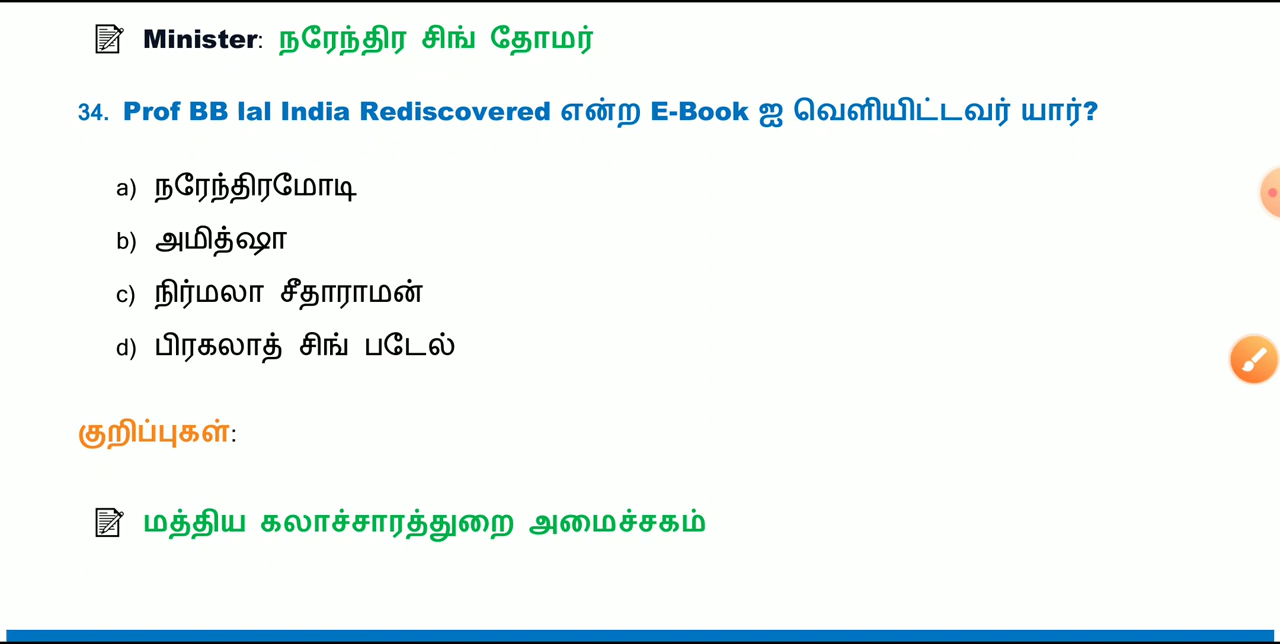 Minister: நரேந்திர சிங் தோமர்
34. Prof BB lal India Rediscovered என்ற E-Book ஐ வெளியிட்டவர் யார்?
a) நரேந்திரமோடி
b) அமித்ஷா
c) நிர்மலா சீதாராமன்
d) பிரகலாத் சிங் படேல்
குறிப்புகள்:
மத்திய கலாச்சாரத்துறை அமைச்சகம்